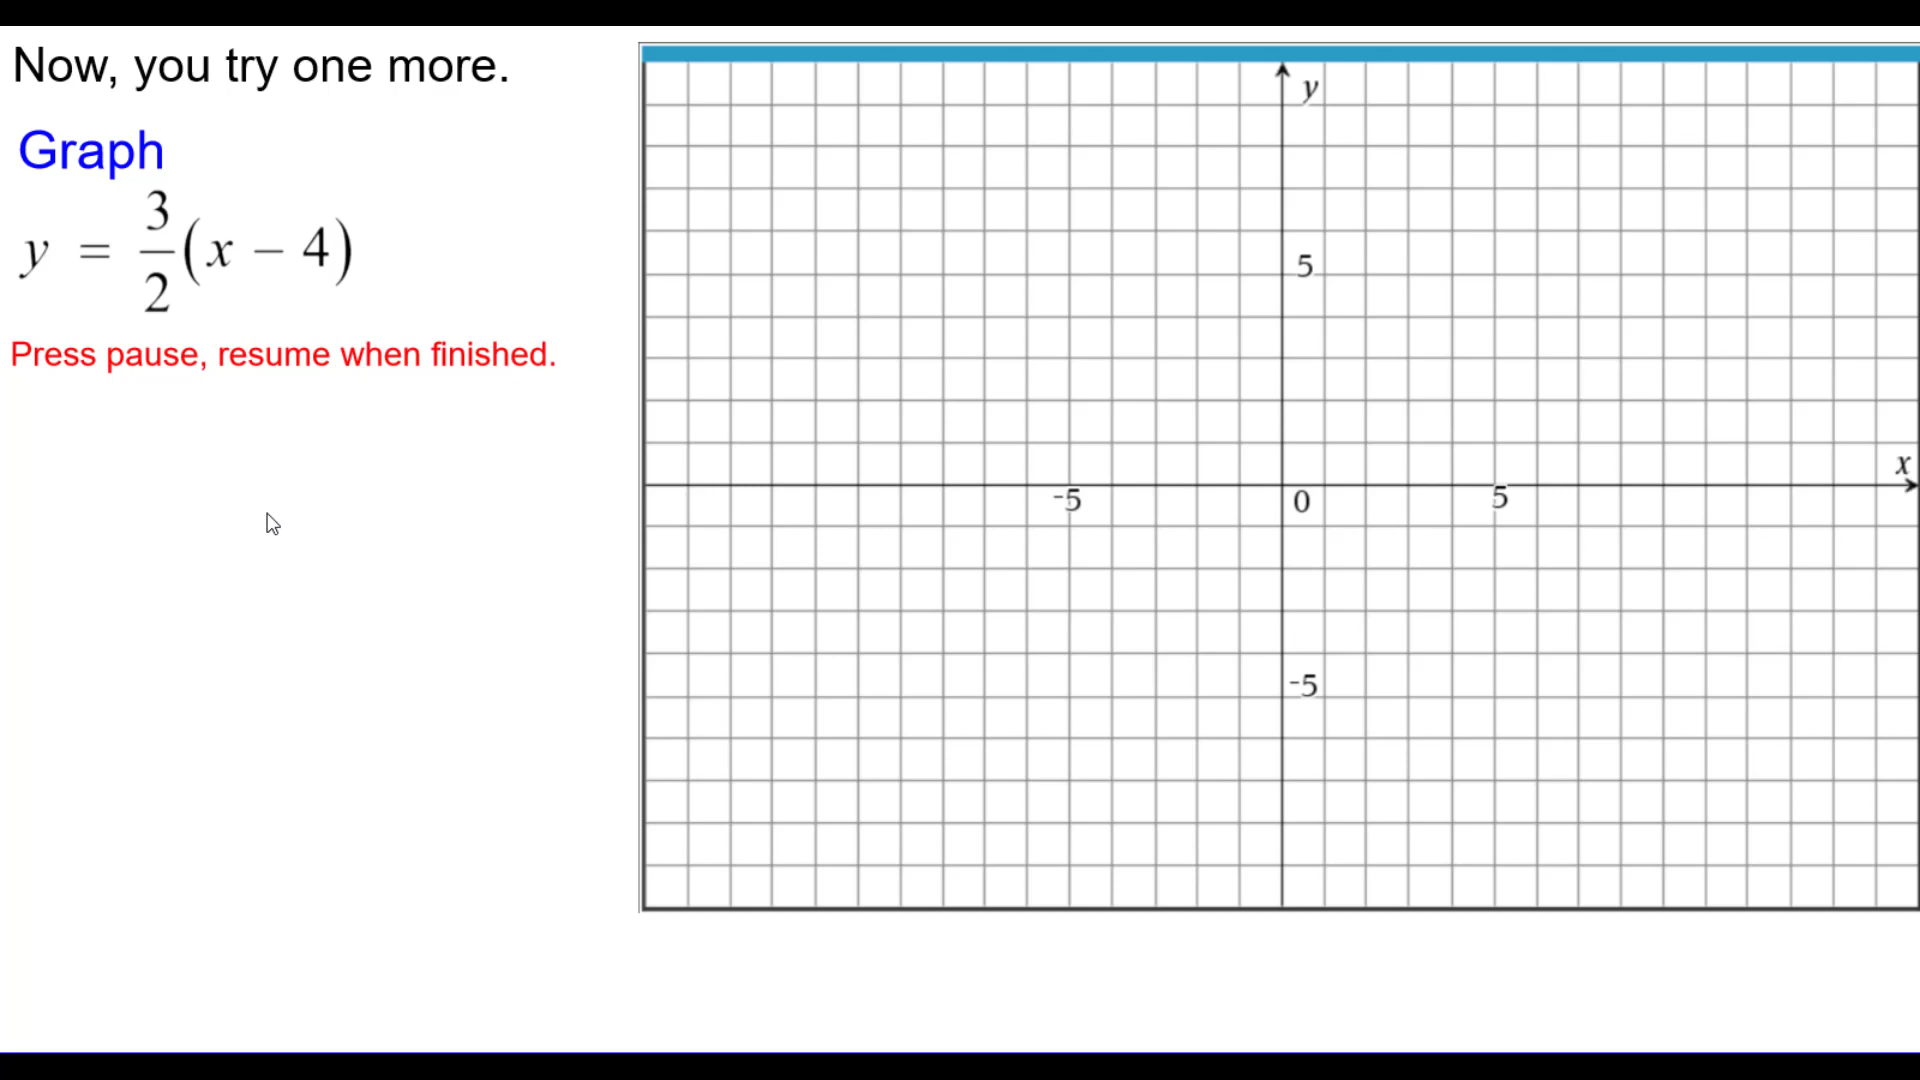 Now, you try one more.
Graph
y = 3/2 (x − 4)
Press pause, resume when finished.
y
5
x
-5 0 5
-5